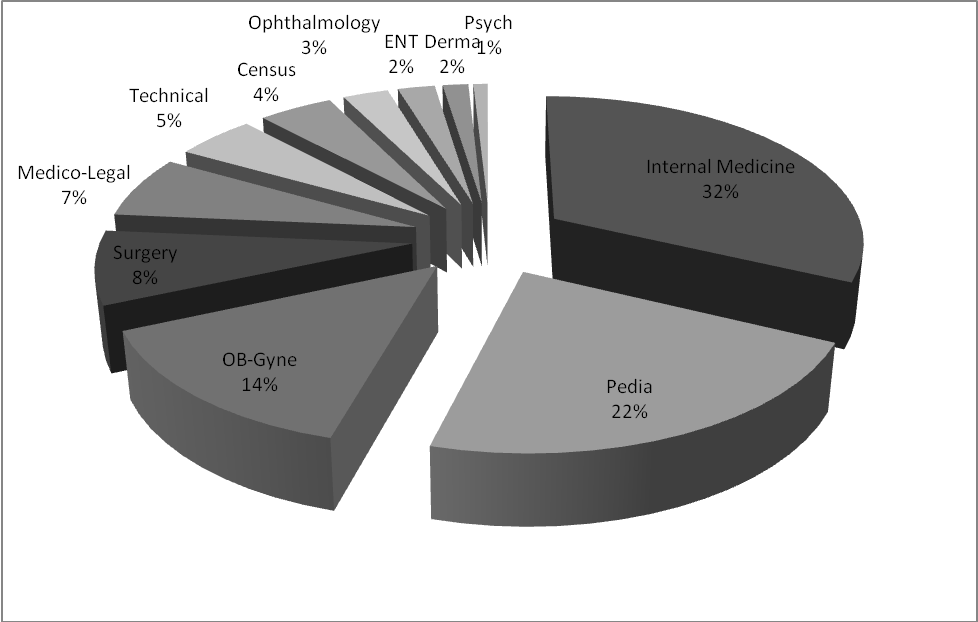 Ophthalmology
3%
Psych
1%
ENT
2%
Derma
2%
Census
4%
Technical
5%
Medico-Legal
7%
Internal Medicine
32%
Surgery
8%
OB-Gyne
14%
Pedia
22%